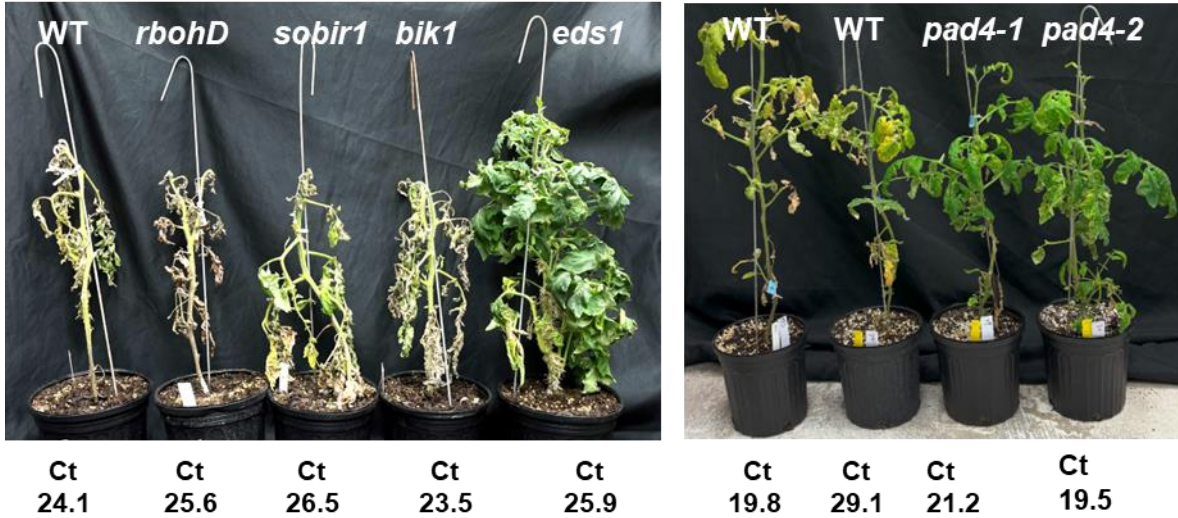 WT rbohD sobir1 bik1 eds1
WT WT pad4-1 pad4-2
Ct Ct Ct Ct Ct
24.1 25.6 26.5 23.5 25.9
Ct Ct Ct Ct
19.8 29.1 21.2 19.5